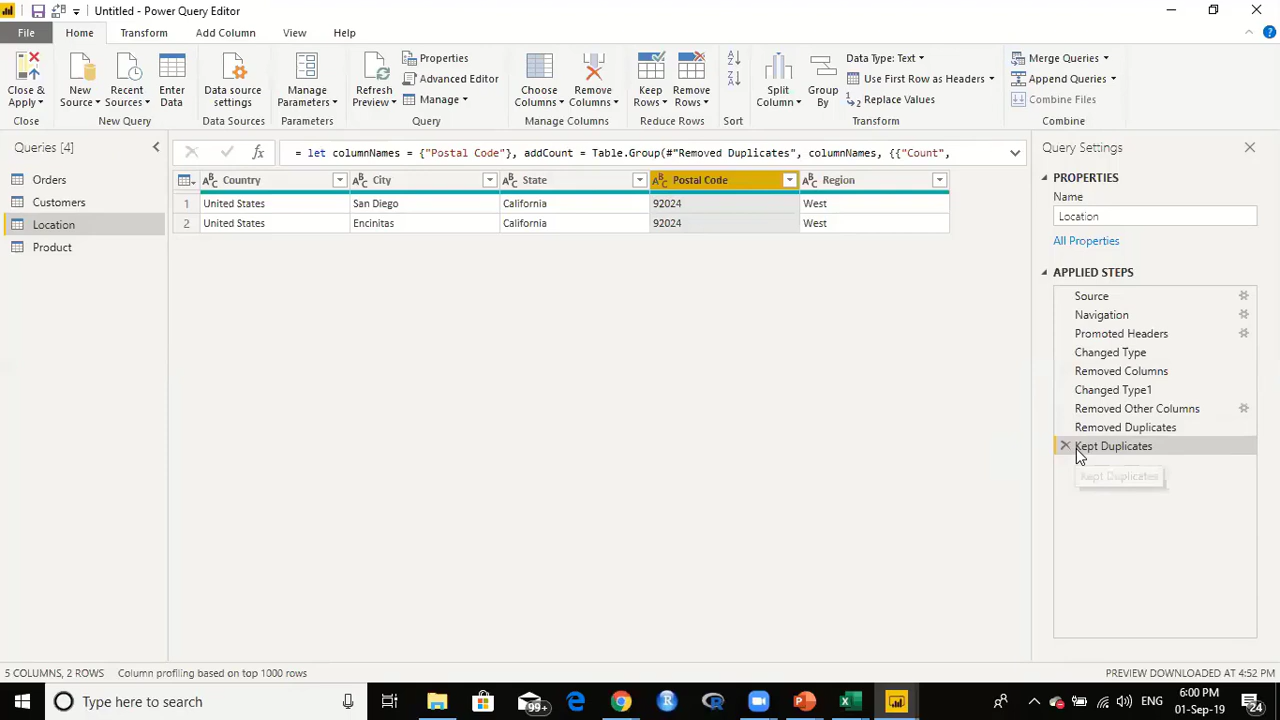 Untitled - Power Query Editor
File Home Transform Add Column View Help
Close & Apply New Source Recent Sources Enter Data Data source settings Manage Parameters Refresh Preview Properties Advanced Editor Manage Choose Columns Remove Columns Keep Rows Remove Rows Split Column Group By Data Type: Text Use First Row as Headers Replace Values Merge Queries Append Queries Combine Files
Close New Query Data Sources Parameters Query Manage Columns Reduce Rows Sort Transform Combine
Queries [4]
Orders
Customers
Location
Product
= let columnNames = {"Postal Code"}, addCount = Table.Group(#"Removed Duplicates", columnNames, {{"Count",
Country City State Postal Code Region
1 United States San Diego California 92024 West
2 United States Encinitas California 92024 West
Query Settings
PROPERTIES
Name
Location
All Properties
APPLIED STEPS
Source
Navigation
Promoted Headers
Changed Type
Removed Columns
Changed Type1
Removed Other Columns
Removed Duplicates
Kept Duplicates
Kept Duplicates
5 COLUMNS, 2 ROWS Column profiling based on top 1000 rows PREVIEW DOWNLOADED AT 4:52 PM
Type here to search 99+ ENG 6:00 PM 01-Sep-19 24